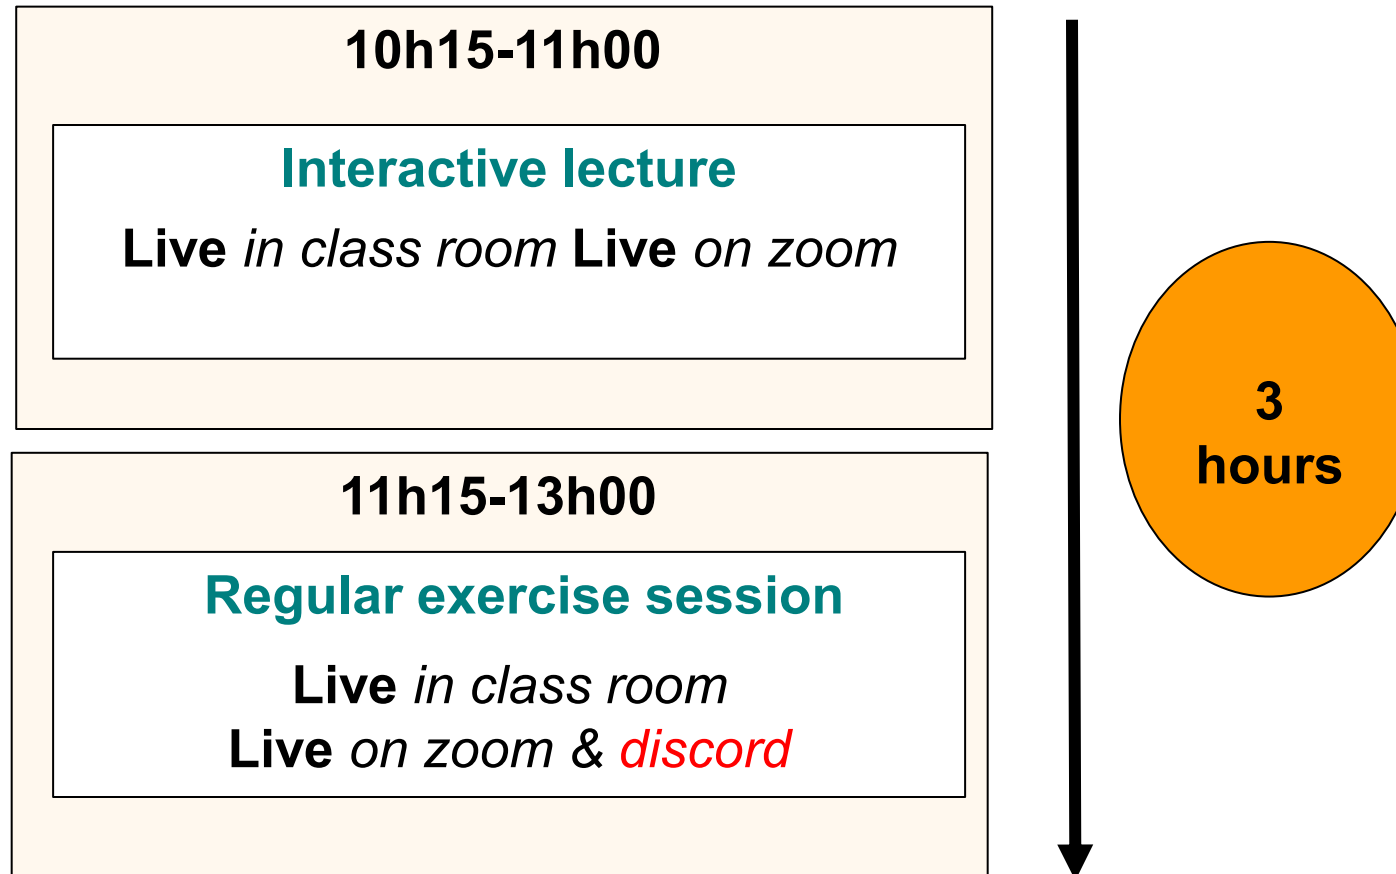 10h15-11h00
Interactive lecture
Live in class room Live on zoom
11h15-13h00
Regular exercise session
Live in class room
Live on zoom & discord
3
hours